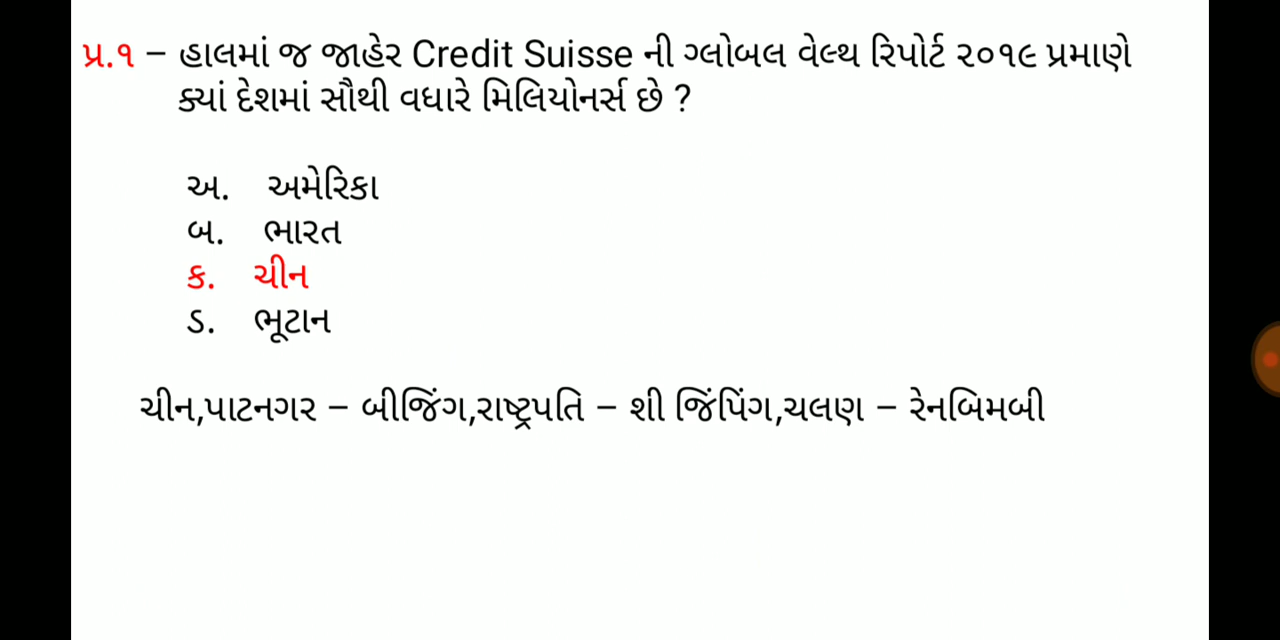 પ્ર.૧ – હાલમાં જ જાહેર Credit Suisse ની ગ્લોબલ વેલ્થ રિપોર્ટ ૨૦૧૯ પ્રમાણે
ક્યાં દેશમાં સૌથી વધારે મિલિયોનર્સ છે ?
અ. અમેરિકા
બ. ભારત
ક. ચીન
ડ. ભૂટાન
ચીન,પાટનગર – બીજિંગ,રાષ્ટ્રપતિ – શી જિંપિંગ,ચલણ – રેનબિમબી